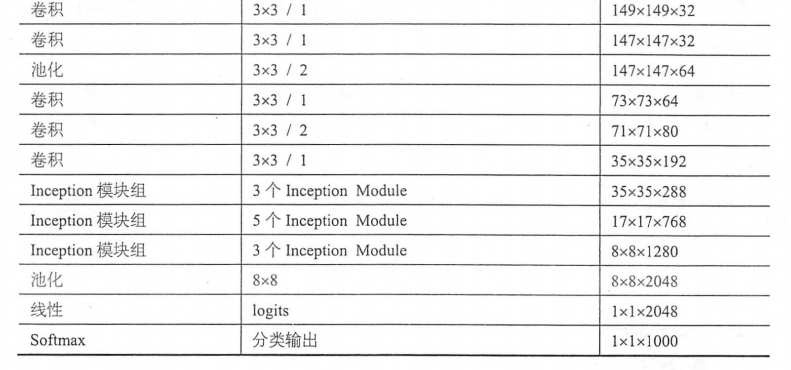 卷积 3×3 / 1 149×149×32
卷积 3×3 / 1 147×147×32
池化 3×3 / 2 147×147×64
卷积 3×3 / 1 73×73×64
卷积 3×3 / 2 71×71×80
卷积 3×3 / 1 35×35×192
Inception 模块组 3 个 Inception Module 35×35×288
Inception 模块组 5 个 Inception Module 17×17×768
Inception 模块组 3 个 Inception Module 8×8×1280
池化 8×8 8×8×2048
线性 logits 1×1×2048
Softmax 分类输出 1×1×1000